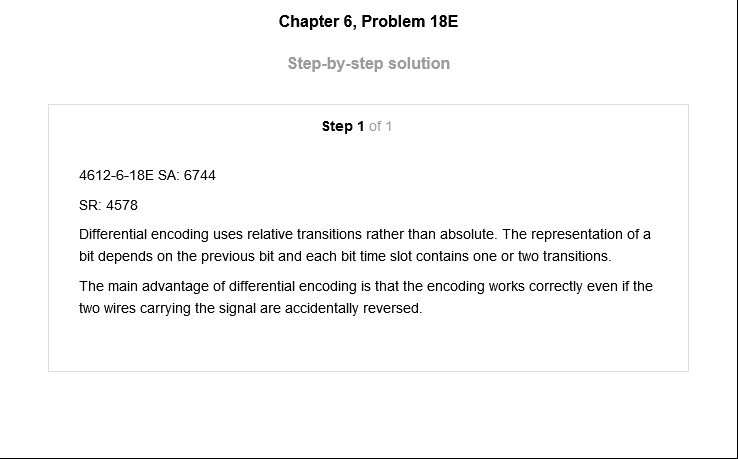 Chapter 6, Problem 18E
Step-by-step solution
Step 1 of 1
4612-6-18E SA: 6744
SR: 4578
Differential encoding uses relative transitions rather than absolute. The representation of a
bit depends on the previous bit and each bit time slot contains one or two transitions.
The main advantage of differential encoding is that the encoding works correctly even if the
two wires carrying the signal are accidentally reversed.